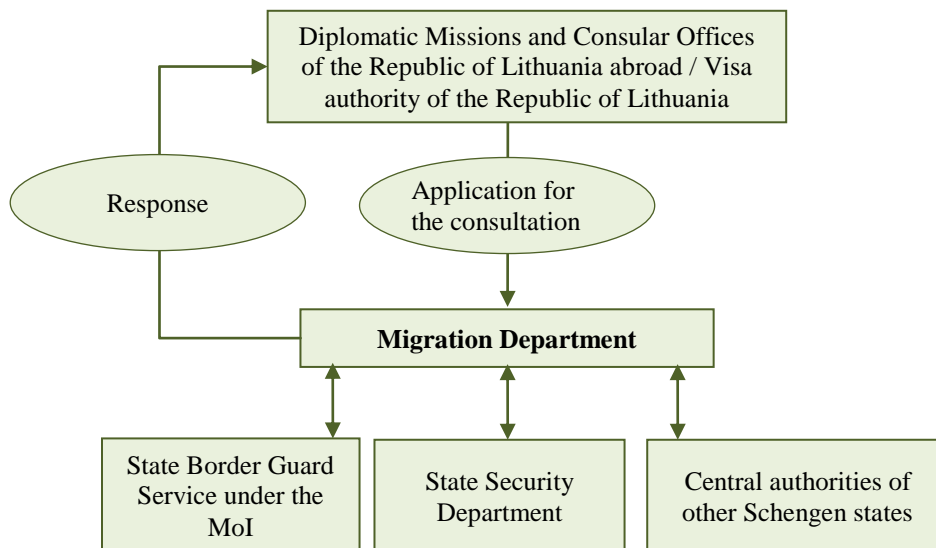 Diplomatic Missions and Consular Offices
of the Republic of Lithuania abroad / Visa
authority of the Republic of Lithuania
Response
Application for
the consultation
Migration Department
State Border Guard
Service under the
MoI
State Security
Department
Central authorities of
other Schengen states